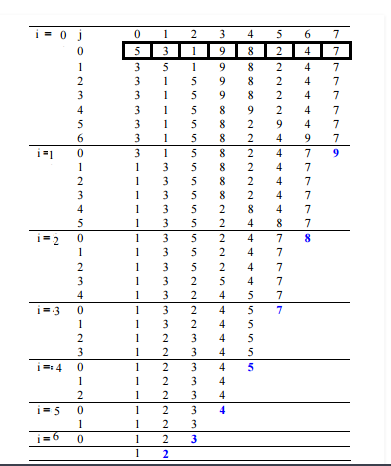 i = 0 j 0 1 2 3 4 5 6 7
0 5 3 1 9 8 2 4 7
1 3 5 1 9 8 2 4 7
2 3 1 5 9 8 2 4 7
3 3 1 5 9 8 2 4 7
4 3 1 5 8 9 2 4 7
5 3 1 5 8 2 9 4 7
6 3 1 5 8 2 4 9 7
i =1 0 3 1 5 8 2 4 7 9
1 1 3 5 8 2 4 7
2 1 3 5 8 2 4 7
3 1 3 5 8 2 4 7
4 1 3 5 2 8 4 7
5 1 3 5 2 4 8 7
i = 2 0 1 3 5 2 4 7 8
1 1 3 5 2 4 7
2 1 3 5 2 4 7
3 1 3 2 5 4 7
4 1 3 2 4 5 7
i = 3 0 1 3 2 4 5 7
1 1 3 2 4 5
2 1 2 3 4 5
3 1 2 3 4 5
i =: 4 0 1 2 3 4 5
1 1 2 3 4
2 1 2 3 4
i = 5 0 1 2 3 4
1 1 2 3
i = 6 0 1 2 3
1 2